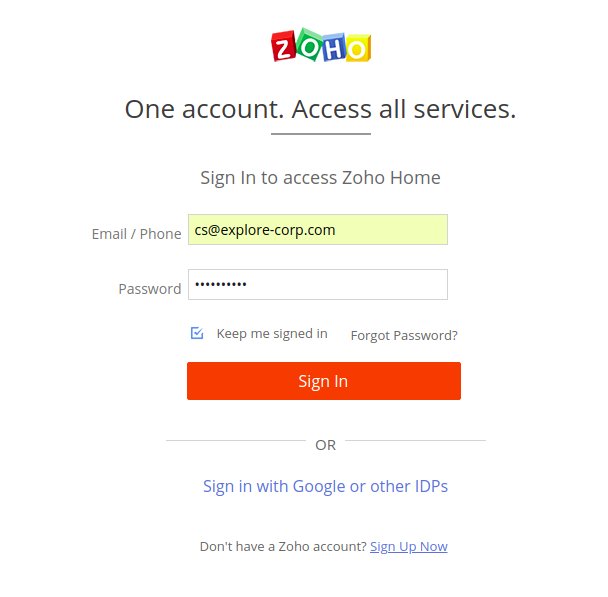 ZOHO
One account. Access all services.
Sign In to access Zoho Home
Email / Phone cs@explore-corp.com
Password ••••••••••
Keep me signed in Forgot Password?
Sign In
OR
Sign in with Google or other IDPs
Don't have a Zoho account? Sign Up Now